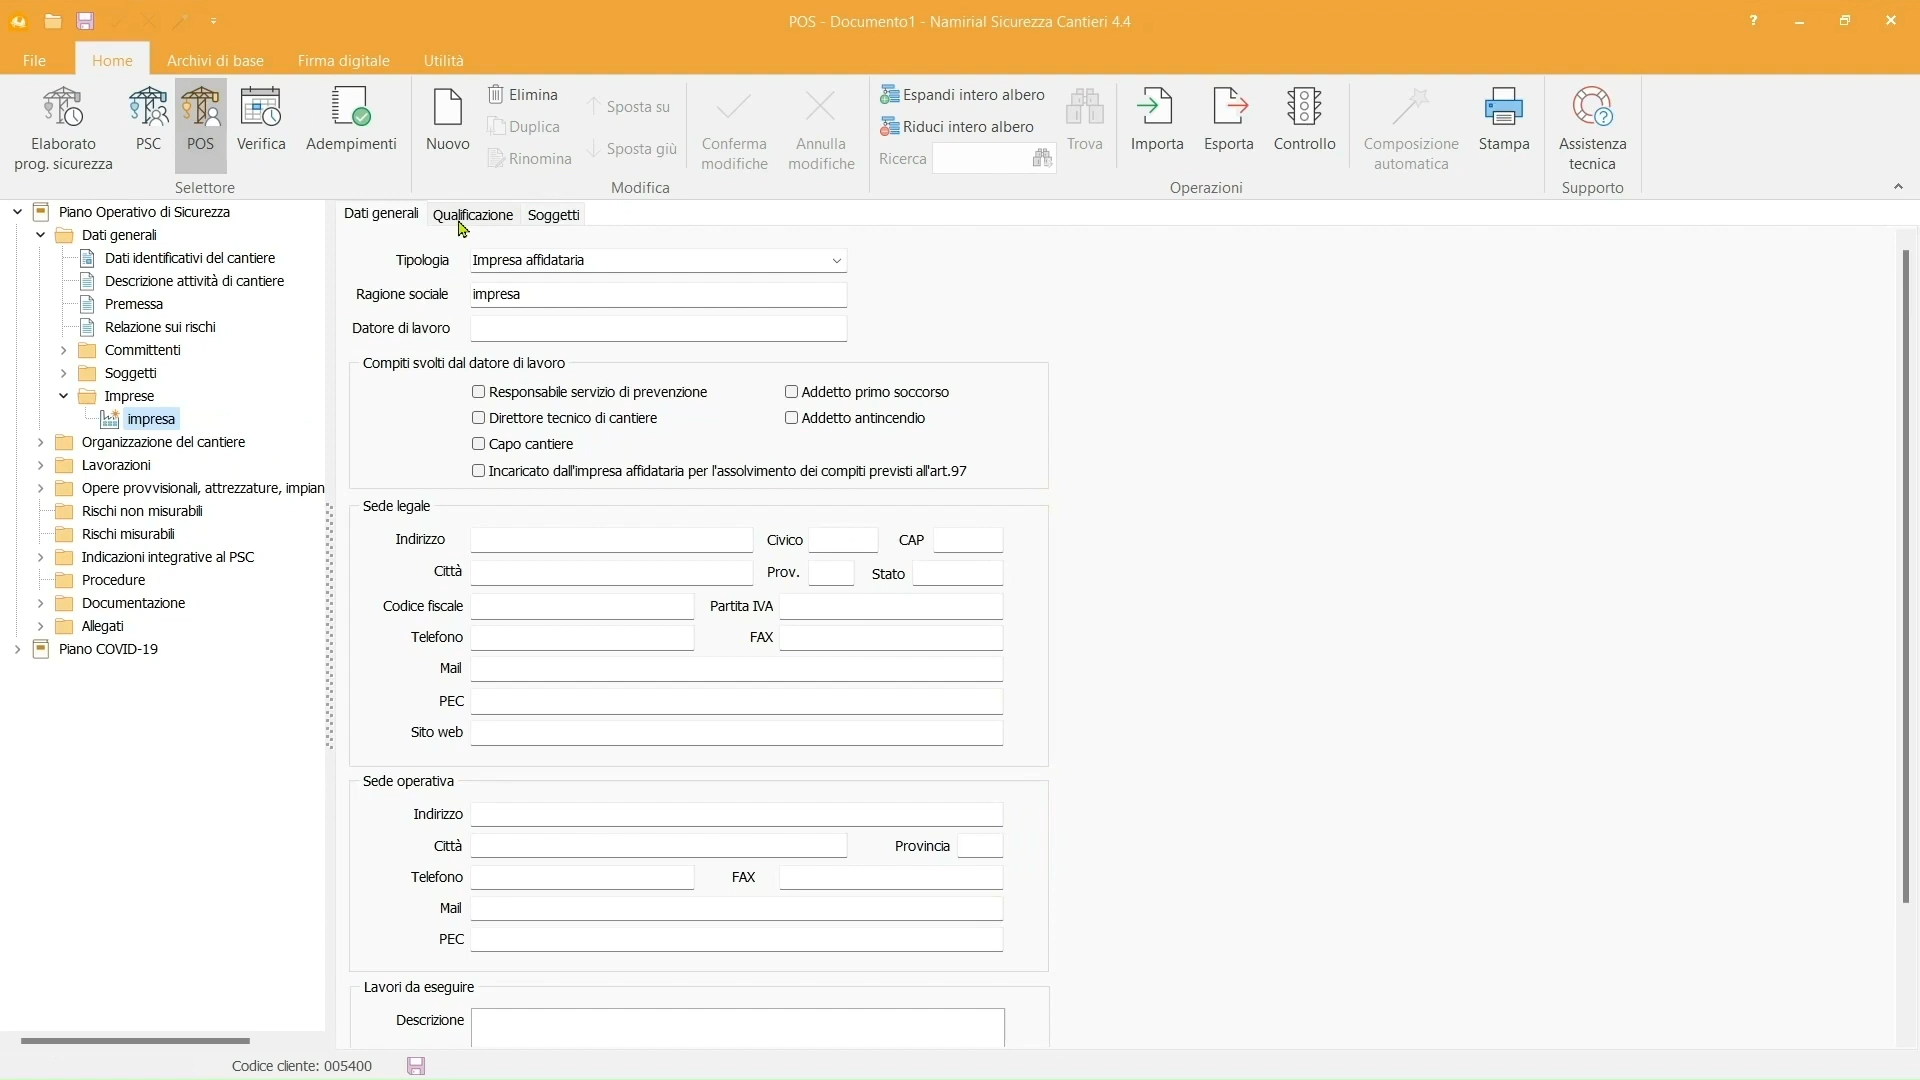 POS - Documento1 - Namirial Sicurezza Cantieri 4.4
?
File Home Archivi di base Firma digitale Utilità
Elaborato prog. sicurezza
PSC
POS
Verifica
Adempimenti
Selettore
Nuovo
Elimina
Duplica
Rinomina
Sposta su
Sposta giù
Conferma modifiche
Annulla modifiche
Modifica
Espandi intero albero
Riduci intero albero
Ricerca
Trova
Importa
Esporta
Controllo
Composizione automatica
Stampa
Operazioni
Assistenza tecnica
Supporto
Piano Operativo di Sicurezza
Dati generali
Dati identificativi del cantiere
Descrizione attività di cantiere
Premessa
Relazione sui rischi
Committenti
Soggetti
Imprese
impresa
Organizzazione del cantiere
Lavorazioni
Opere provvisionali, attrezzature, impian
Rischi non misurabili
Rischi misurabili
Indicazioni integrative al PSC
Procedure
Documentazione
Allegati
Piano COVID-19
Dati generali Qualificazione Soggetti
Tipologia Impresa affidataria
Ragione sociale impresa
Datore di lavoro
Compiti svolti dal datore di lavoro
Responsabile servizio di prevenzione Addetto primo soccorso
Direttore tecnico di cantiere Addetto antincendio
Capo cantiere
Incaricato dall'impresa affidataria per l'assolvimento dei compiti previsti all'art.97
Sede legale
Indirizzo Civico CAP
Città Prov. Stato
Codice fiscale Partita IVA
Telefono FAX
Mail
PEC
Sito web
Sede operativa
Indirizzo
Città Provincia
Telefono FAX
Mail
PEC
Lavori da eseguire
Descrizione
Codice cliente: 005400